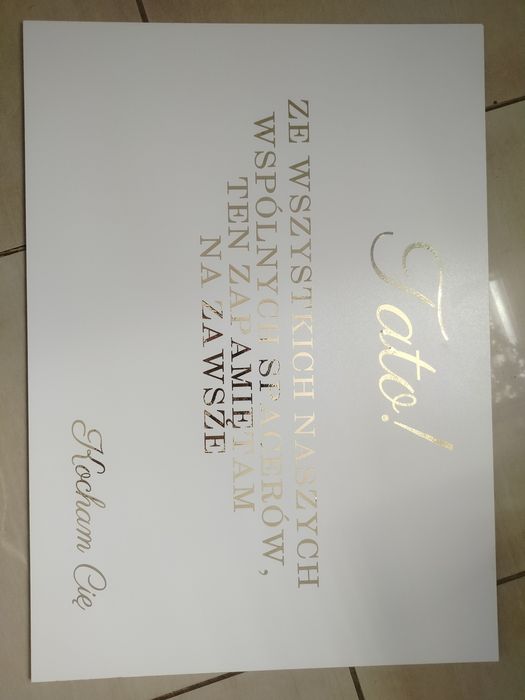 Tato!
ZE WSZYSTKICH NASZYCH
WSPÓLNYCH SPACERÓW,
TEN ZAPAMIĘTAM
NA ZAWSZE
Kocham Cię